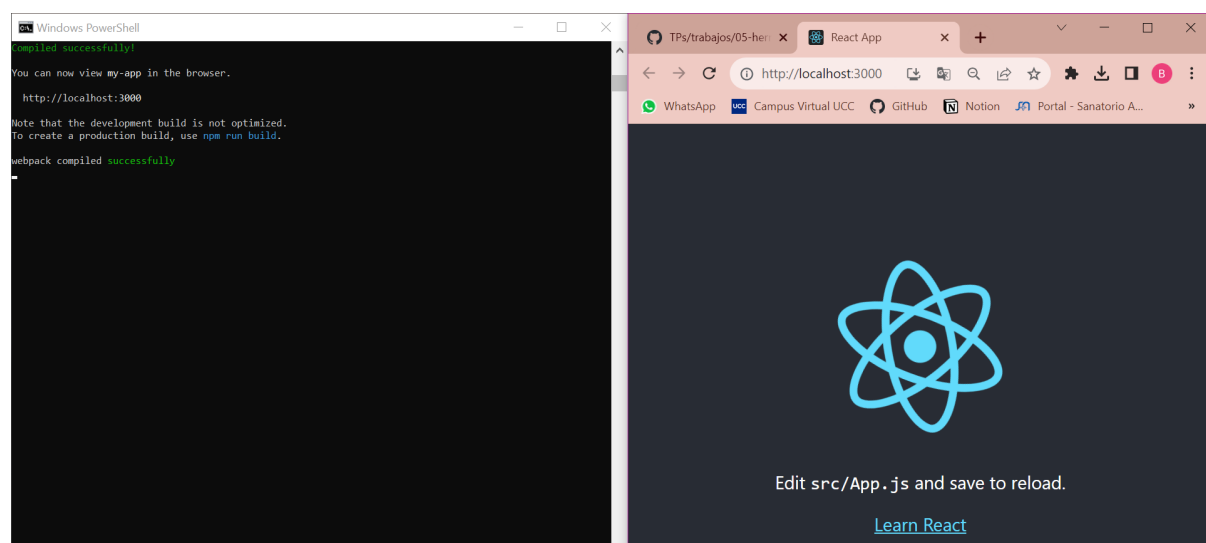 Windows PowerShell
Compiled successfully!
You can now view my-app in the browser.
http://localhost:3000
Note that the development build is not optimized.
To create a production build, use npm run build.
webpack compiled successfully
TPs/trabajos/05-her
React App
http://localhost:3000
B
WhatsApp
UCC
Campus Virtual UCC
GitHub
Notion
Portal - Sanatorio A...
»
Edit src/App.js and save to reload.
Learn React